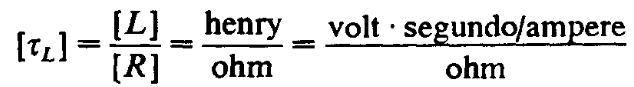 [τ_L] = [L]/[R] = henry/ohm = volt · segundo/ampere/ohm